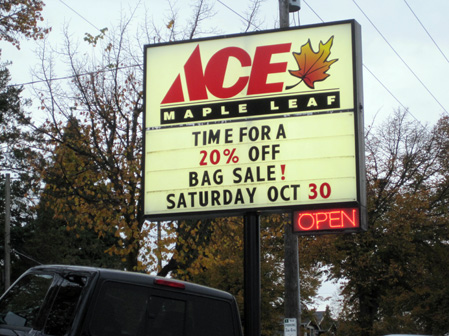 ACE
MAPLE LEAF
TIME FOR A
20% OFF
BAG SALE!
SATURDAY OCT 30
OPEN